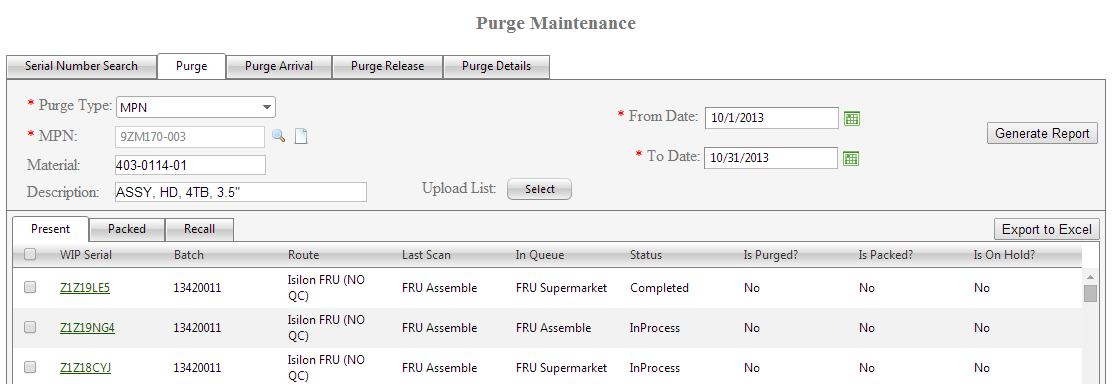 Purge Maintenance
Serial Number Search Purge Purge Arrival Purge Release Purge Details
* Purge Type: MPN
* From Date: 10/1/2013
* MPN: 9ZM170-003
Generate Report
* To Date: 10/31/2013
Material: 403-0114-01
Description: ASSY, HD, 4TB, 3.5" Upload List: Select
Present Packed Recall Export to Excel
WIP Serial Batch Route Last Scan In Queue Status Is Purged? Is Packed? Is On Hold?
Z1Z19LE5 13420011 Isilon FRU (NO QC) FRU Assemble FRU Supermarket Completed No No No
Z1Z19NG4 13420011 Isilon FRU (NO QC) FRU Assemble FRU Assemble InProcess No No No
Z1Z18CYJ 13420011 Isilon FRU (NO QC) FRU Assemble FRU Supermarket InProcess No No No